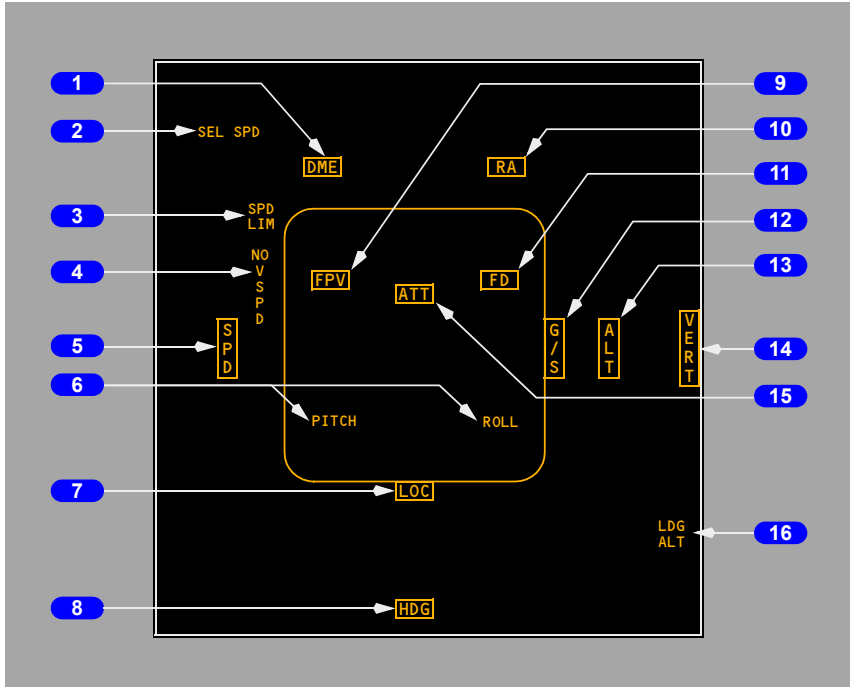 1
9
2
SEL SPD
10
DME
RA
11
3
SPD
LIM
12
4
NO
V
S
P
D
FPV
ATT
FD
13
5
S
P
D
G
/
S
A
L
T
V
E
R
T
14
6
15
PITCH
ROLL
7
LOC
LDG
ALT
16
8
HDG